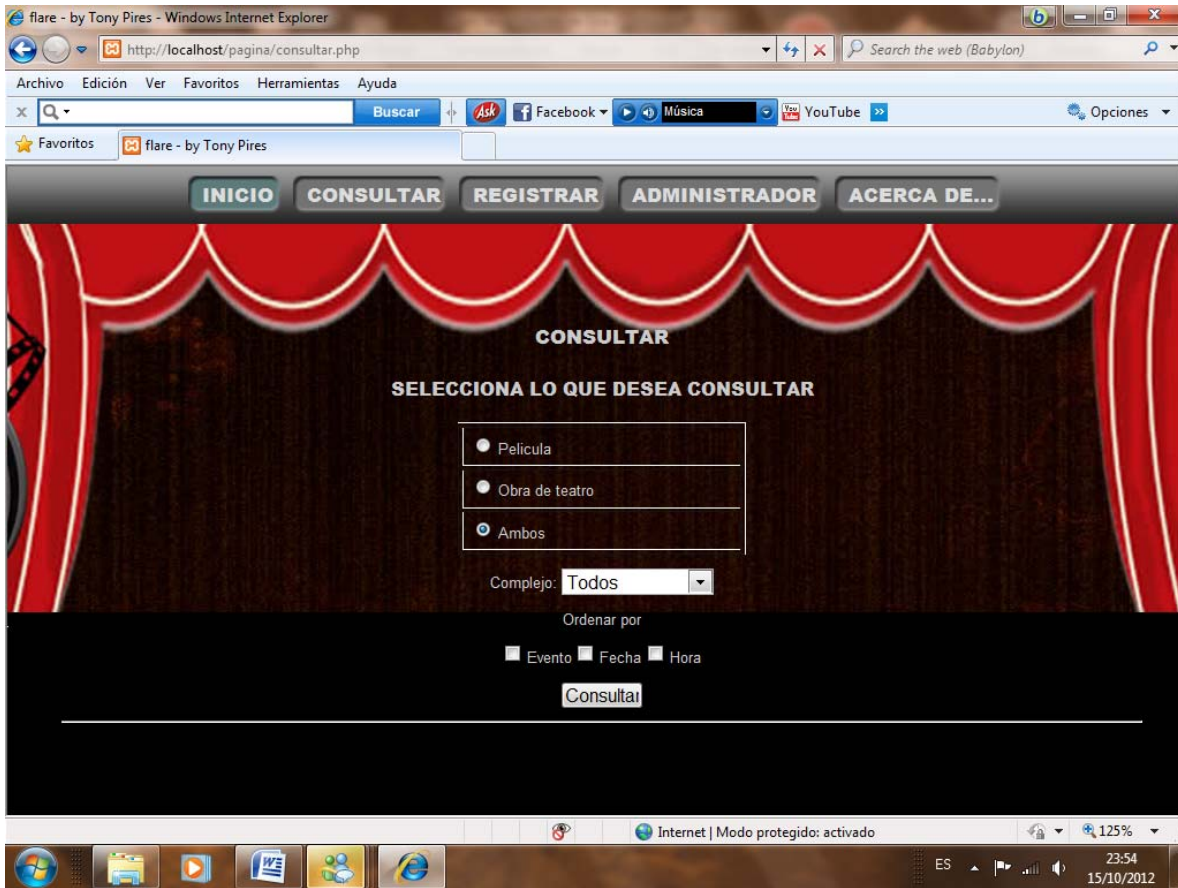 flare - by Tony Pires - Windows Internet Explorer
http://localhost/pagina/consultar.php
Search the web (Babylon)
Archivo Edición Ver Favoritos Herramientas Ayuda
Buscar Ask Facebook Música YouTube Opciones
Favoritos flare - by Tony Pires
INICIO CONSULTAR REGISTRAR ADMINISTRADOR ACERCA DE...
CONSULTAR
SELECCIONA LO QUE DESEA CONSULTAR
Pelicula
Obra de teatro
Ambos
Complejo: Todos
Ordenar por
Evento Fecha Hora
Consultar
Internet | Modo protegido: activado 125%
ES 23:54
15/10/2012